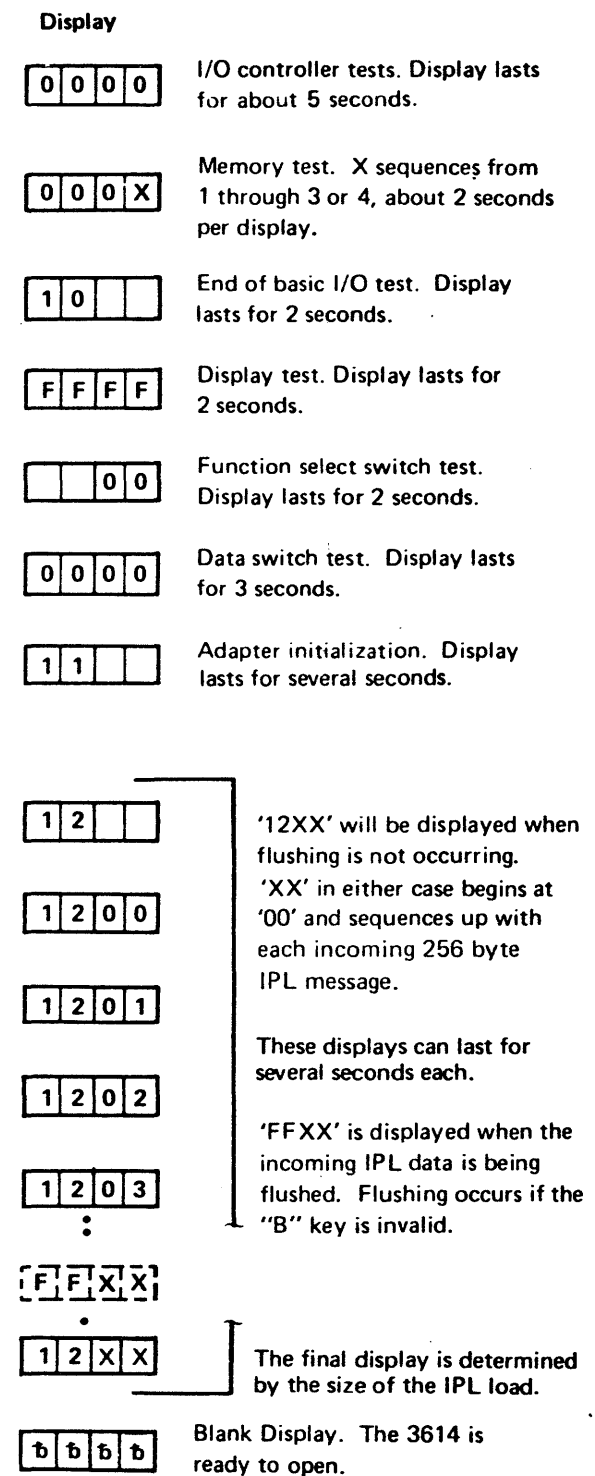 Display
0 0 0 0
I/O controller tests. Display lasts
for about 5 seconds.
0 0 0 X
Memory test. X sequences from
1 through 3 or 4, about 2 seconds
per display.
1 0
End of basic I/O test. Display
lasts for 2 seconds.
F F F F
Display test. Display lasts for
2 seconds.
0 0
Function select switch test.
Display lasts for 2 seconds.
0 0 0 0
Data switch test. Display lasts
for 3 seconds.
1 1
Adapter initialization. Display
lasts for several seconds.
1 2
1 2 0 0
1 2 0 1
1 2 0 2
1 2 0 3
'12XX' will be displayed when
flushing is not occurring.
'XX' in either case begins at
'00' and sequences up with
each incoming 256 byte
IPL message.
These displays can last for
several seconds each.
'FFXX' is displayed when the
incoming IPL data is being
flushed. Flushing occurs if the
"B" key is invalid.
F F X X
1 2 X X
The final display is determined
by the size of the IPL load.
ƀ ƀ ƀ ƀ
Blank Display. The 3614 is
ready to open.